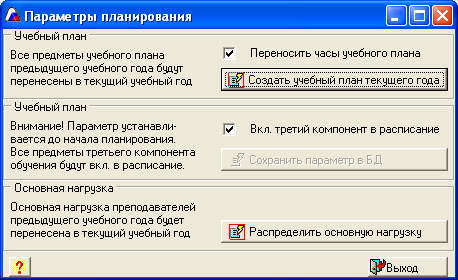 Параметры планирования
Учебный план
Все предметы учебного плана
предыдущего учебного года будут
перенесены в текущий учебный год
Переносить часы учебного плана
Создать учебный план текущего года
Учебный план
Внимание! Параметр устанавли-
вается до начала планирования.
Все предметы третьего компонента
обучения будут вкл. в расписание.
Вкл. третий компонент в расписание
Сохранить параметр в БД
Основная нагрузка
Основная нагрузка преподавателей
предыдущего учебного года будет
перенесена в текущий учебный год
Распределить основную нагрузку
?
Выход